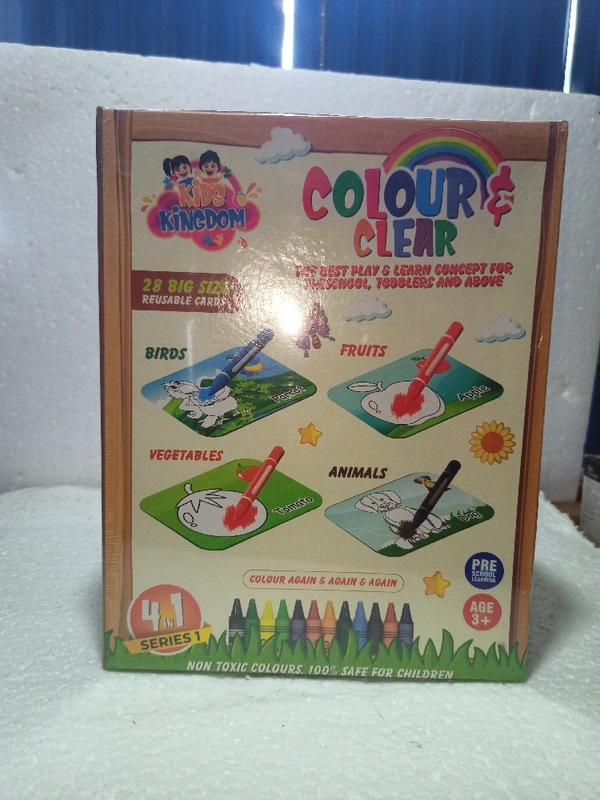 KIDS
KINGDOM
COLOUR &
CLEAR
THE BEST PLAY & LEARN CONCEPT FOR
PRESCHOOL, TODDLERS AND ABOVE
28 BIG SIZE
REUSABLE CARDS
BIRDS
Parrot
FRUITS
Apple
VEGETABLES
Tomato
ANIMALS
Dog
COLOUR AGAIN & AGAIN & AGAIN
PRE
SCHOOL
LEARNING
AGE
3+
4 IN 1
SERIES 1
NON TOXIC COLOURS. 100% SAFE FOR CHILDREN